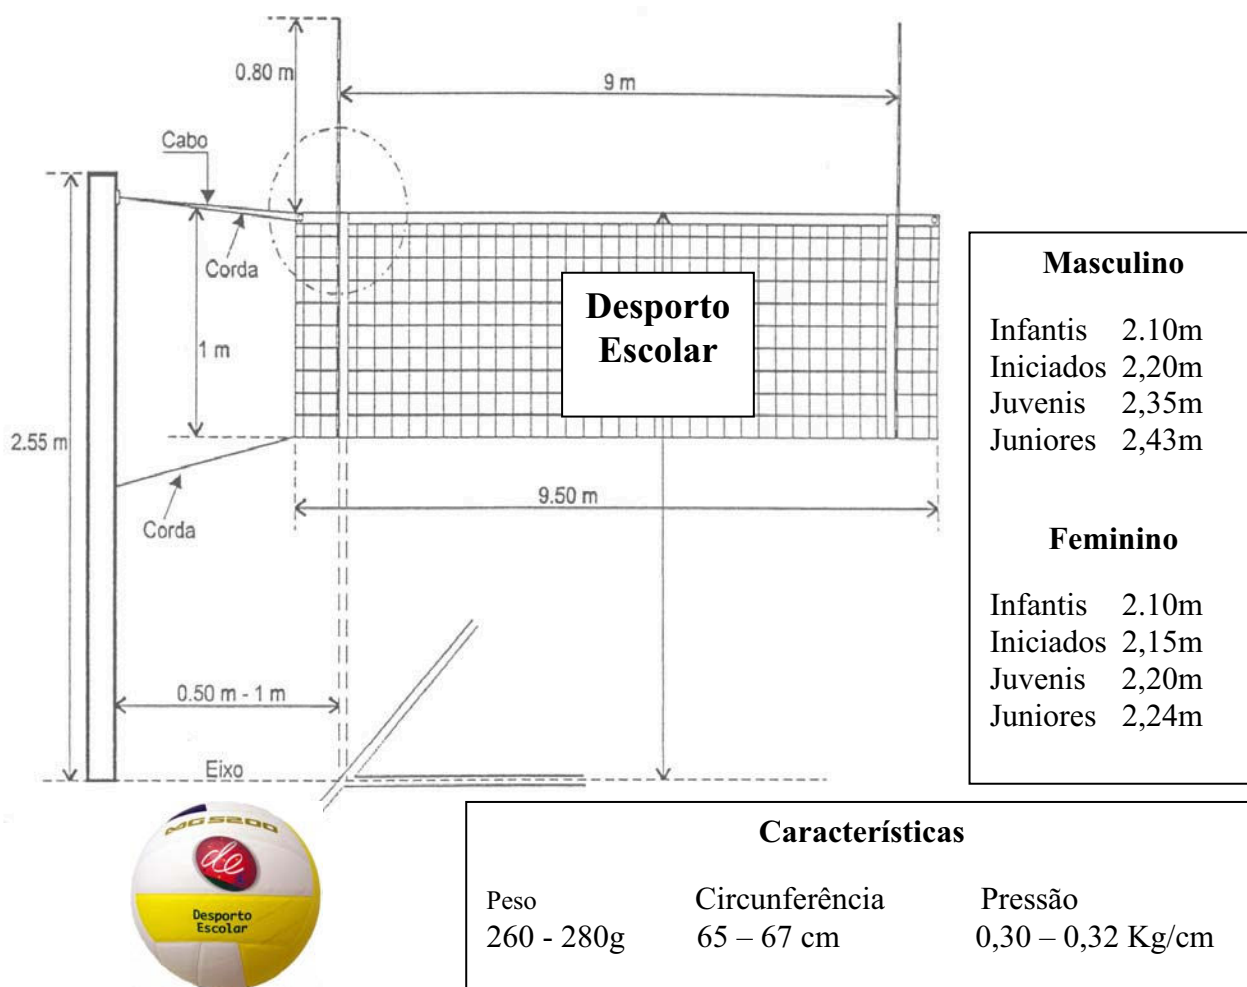 0.80 m
9 m
Cabo
Corda
1 m
2.55 m
Corda
9.50 m
0.50 m - 1 m
Eixo
Desporto
Escolar
Masculino
Infantis 2.10m
Iniciados 2,20m
Juvenis 2,35m
Juniores 2,43m
Feminino
Infantis 2.10m
Iniciados 2,15m
Juvenis 2,20m
Juniores 2,24m
MGS200
de
Desporto
Escolar
Características
Peso Circunferência Pressão
260 - 280g 65 – 67 cm 0,30 – 0,32 Kg/cm